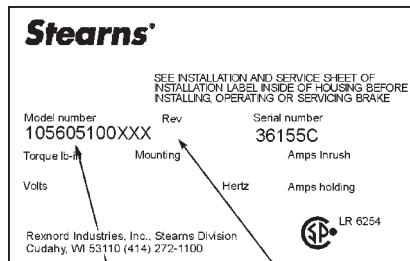 Stearns
SEE INSTALLATION AND SERVICE SHEET OF
INSTALLATION LABEL INSIDE OF HOUSING BEFORE
INSTALLING, OPERATING OR SERVICING BRAKE
Model number Rev Serial number
105605100XXX 36155C
Torque lb-in Mounting Amps Inrush
Volts Hertz Amps holding
LR 6254
Rexnord Industries, Inc., Stearns Division
Cudahy, WI 53110 (414) 272-1100